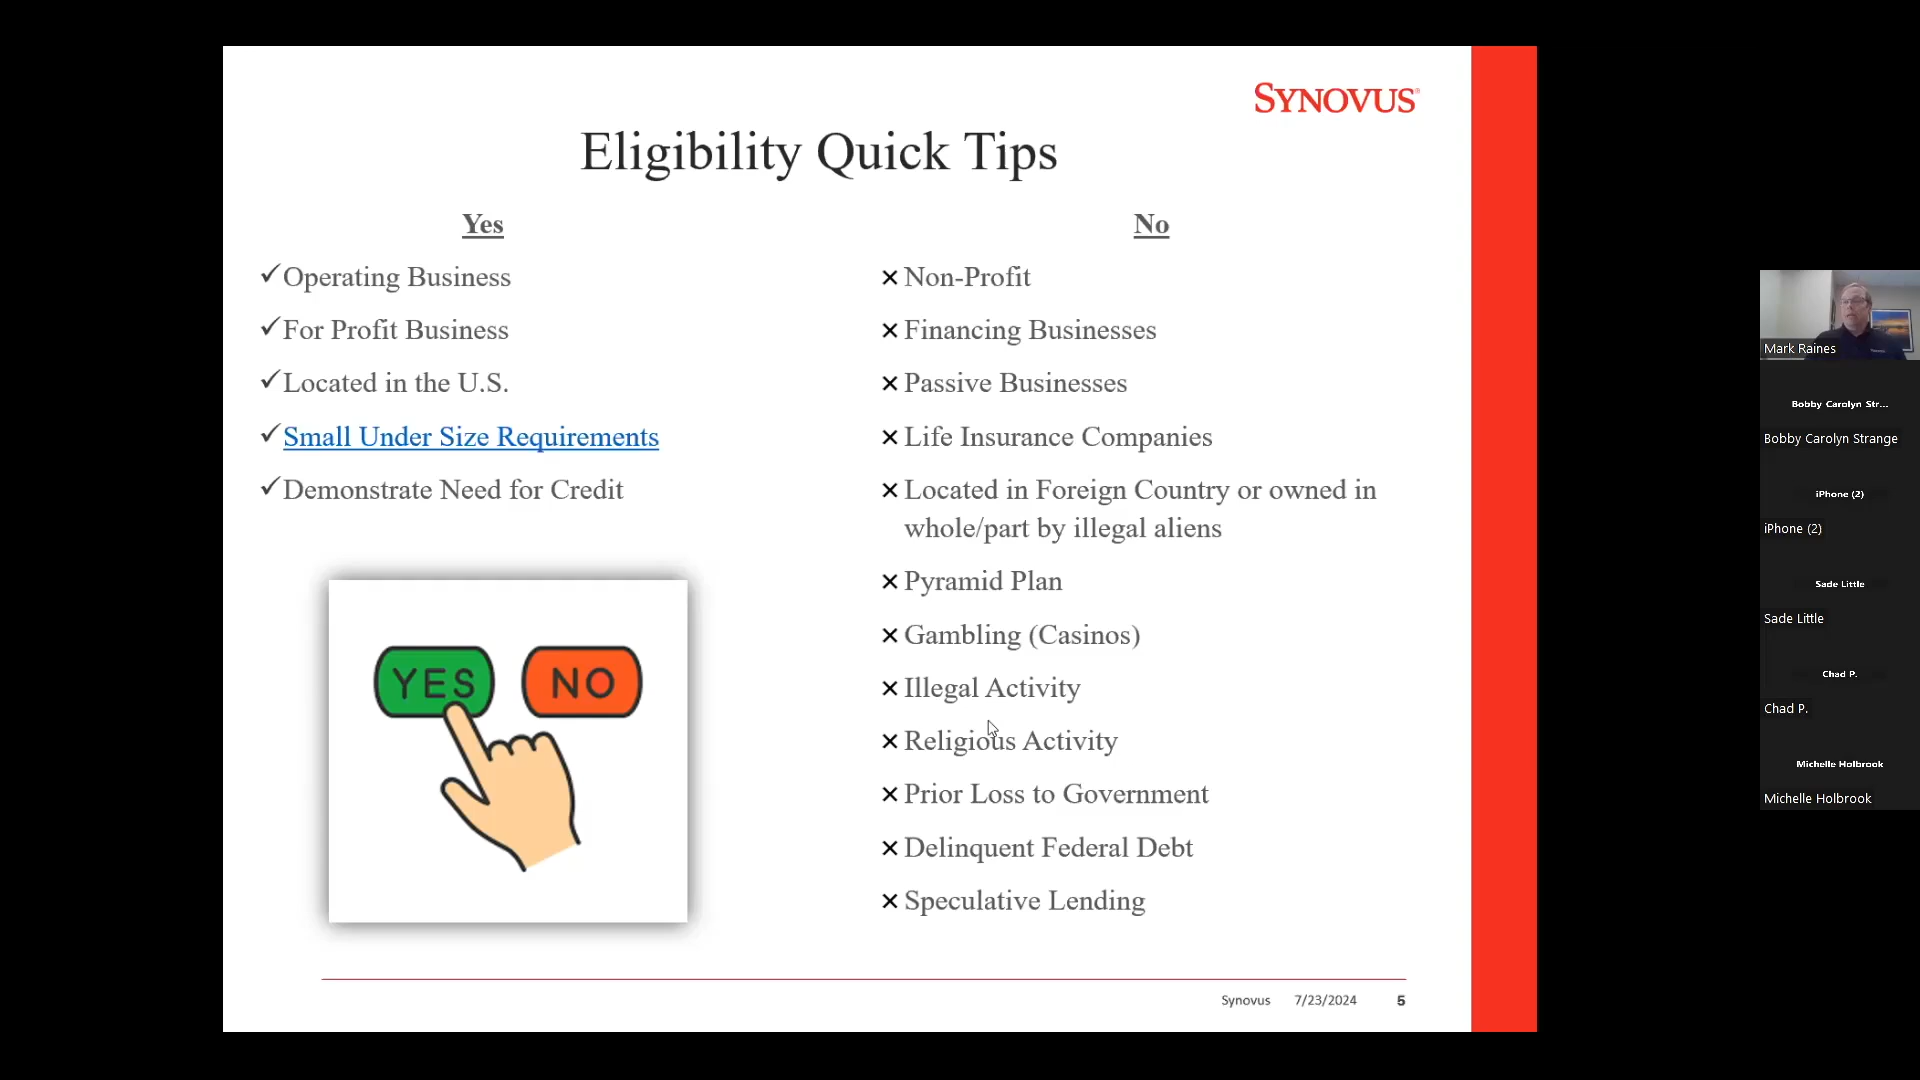 SYNOVUS®
Eligibility Quick Tips
Yes
✓Operating Business
✓For Profit Business
✓Located in the U.S.
✓Small Under Size Requirements
✓Demonstrate Need for Credit
YES NO
No
×Non-Profit
×Financing Businesses
×Passive Businesses
×Life Insurance Companies
×Located in Foreign Country or owned in
whole/part by illegal aliens
×Pyramid Plan
×Gambling (Casinos)
×Illegal Activity
×Religious Activity
×Prior Loss to Government
×Delinquent Federal Debt
×Speculative Lending
Synovus 7/23/2024 5
Mark Raines
Bobby Carolyn Str...
Bobby Carolyn Strange
iPhone (2)
iPhone (2)
Sade Little
Sade Little
Chad P.
Chad P.
Michelle Holbrook
Michelle Holbrook